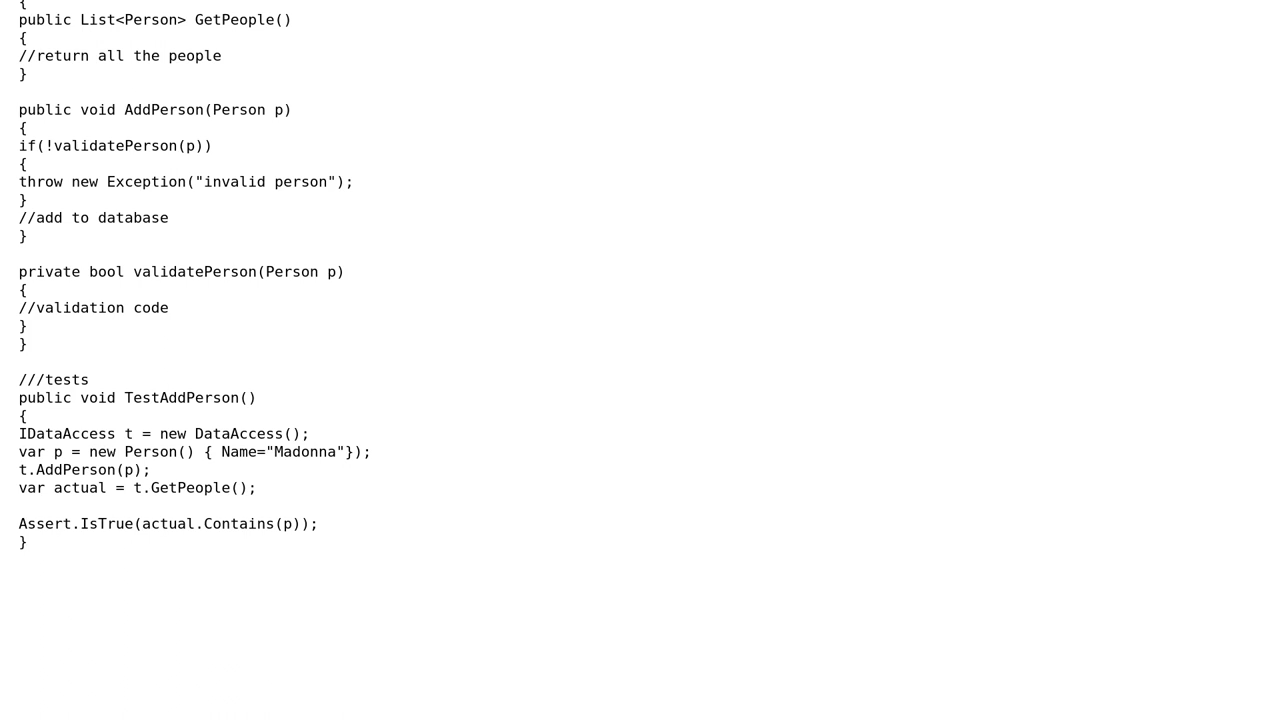 {
public List<Person> GetPeople()
{
//return all the people
}

public void AddPerson(Person p)
{
if(!validatePerson(p))
{
throw new Exception("invalid person");
}
//add to database
}

private bool validatePerson(Person p)
{
//validation code
}
}

///tests
public void TestAddPerson()
{
IDataAccess t = new DataAccess();
var p = new Person() { Name="Madonna"});
t.AddPerson(p);
var actual = t.GetPeople();

Assert.IsTrue(actual.Contains(p));
}